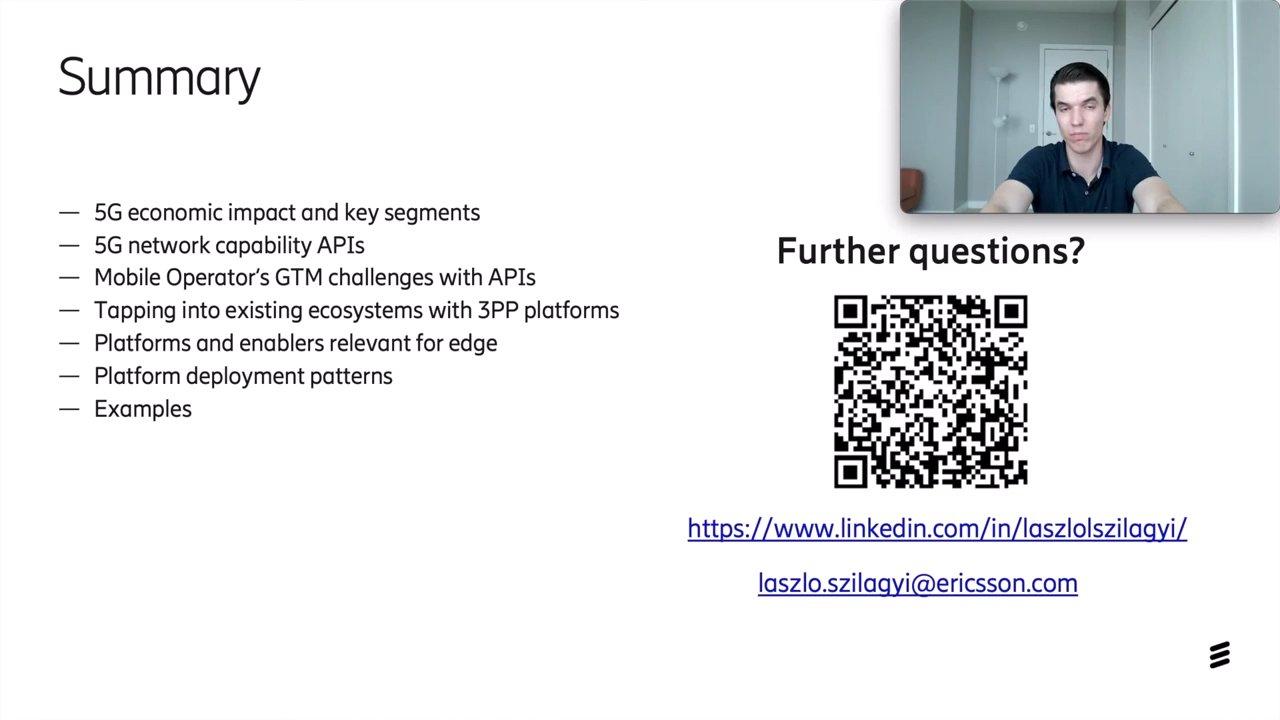 Summary
— 5G economic impact and key segments
— 5G network capability APIs
— Mobile Operator’s GTM challenges with APIs
— Tapping into existing ecosystems with 3PP platforms
— Platforms and enablers relevant for edge
— Platform deployment patterns
— Examples
Further questions?
https://www.linkedin.com/in/laszlolszilagyi/
laszlo.szilagyi@ericsson.com